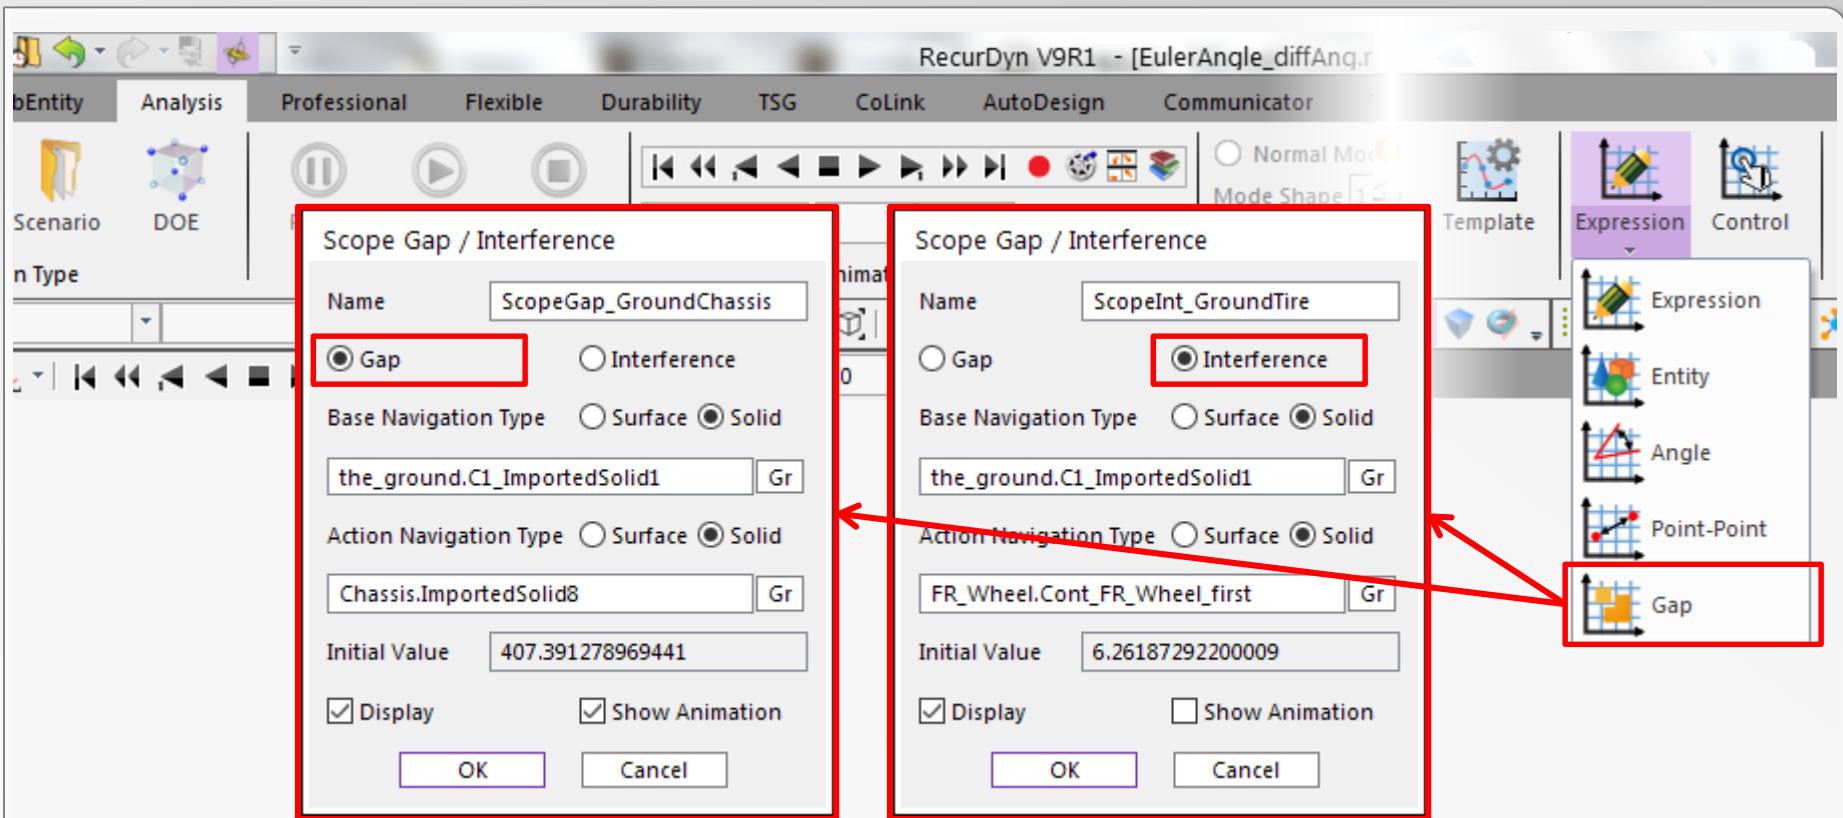 RecurDyn V9R1 - [EulerAngle_diffAng.r
bEntity Analysis Professional Flexible Durability TSG CoLink AutoDesign Communicator
Normal Mo
Mode Shape 1
Scenario DOE Template Expression Control
n Type
nimat
0
Scope Gap / Interference
Name ScopeGap_GroundChassis
Gap Interference
Base Navigation Type Surface Solid
the_ground.C1_ImportedSolid1 Gr
Action Navigation Type Surface Solid
Chassis.ImportedSolid8 Gr
Initial Value 407.391278969441
Display Show Animation
OK Cancel
Scope Gap / Interference
Name ScopeInt_GroundTire
Gap Interference
Base Navigation Type Surface Solid
the_ground.C1_ImportedSolid1 Gr
Action Navigation Type Surface Solid
FR_Wheel.Cont_FR_Wheel_first Gr
Initial Value 6.26187292200009
Display Show Animation
OK Cancel
Expression
Entity
Angle
Point-Point
Gap